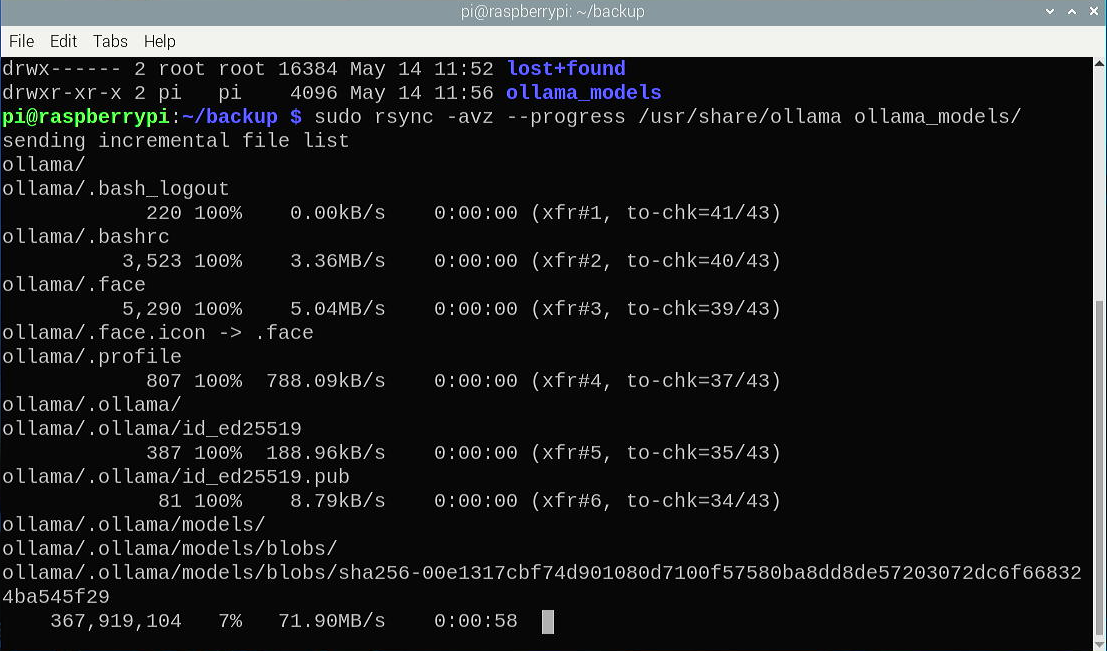 pi@raspberrypi: ~/backup
File Edit Tabs Help
drwx------ 2 root root 16384 May 14 11:52 lost+found
drwxr-xr-x 2 pi   pi    4096 May 14 11:56 ollama_models
pi@raspberrypi:~/backup $ sudo rsync -avz --progress /usr/share/ollama ollama_models/
sending incremental file list
ollama/
ollama/.bash_logout
            220 100%    0.00kB/s    0:00:00 (xfr#1, to-chk=41/43)
ollama/.bashrc
          3,523 100%    3.36MB/s    0:00:00 (xfr#2, to-chk=40/43)
ollama/.face
          5,290 100%    5.04MB/s    0:00:00 (xfr#3, to-chk=39/43)
ollama/.face.icon -> .face
ollama/.profile
            807 100%  788.09kB/s    0:00:00 (xfr#4, to-chk=37/43)
ollama/.ollama/
ollama/.ollama/id_ed25519
            387 100%  188.96kB/s    0:00:00 (xfr#5, to-chk=35/43)
ollama/.ollama/id_ed25519.pub
             81 100%    8.79kB/s    0:00:00 (xfr#6, to-chk=34/43)
ollama/.ollama/models/
ollama/.ollama/models/blobs/
ollama/.ollama/models/blobs/sha256-00e1317cbf74d901080d7100f57580ba8dd8de57203072dc6f66832
4ba545f29
    367,919,104   7%   71.90MB/s    0:00:58